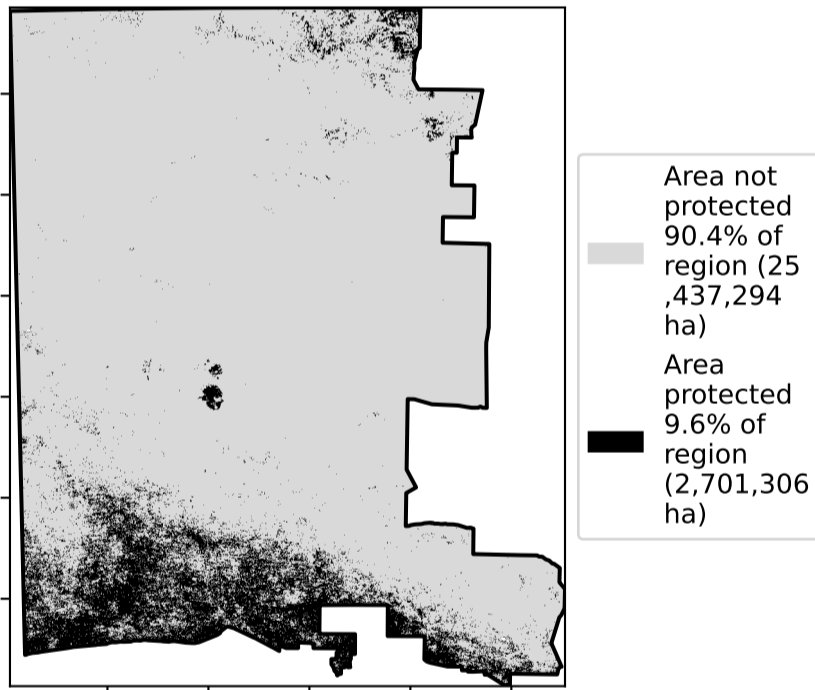 Area not
protected
90.4% of
region (25
,437,294
ha)
Area
protected
9.6% of
region
(2,701,306
ha)